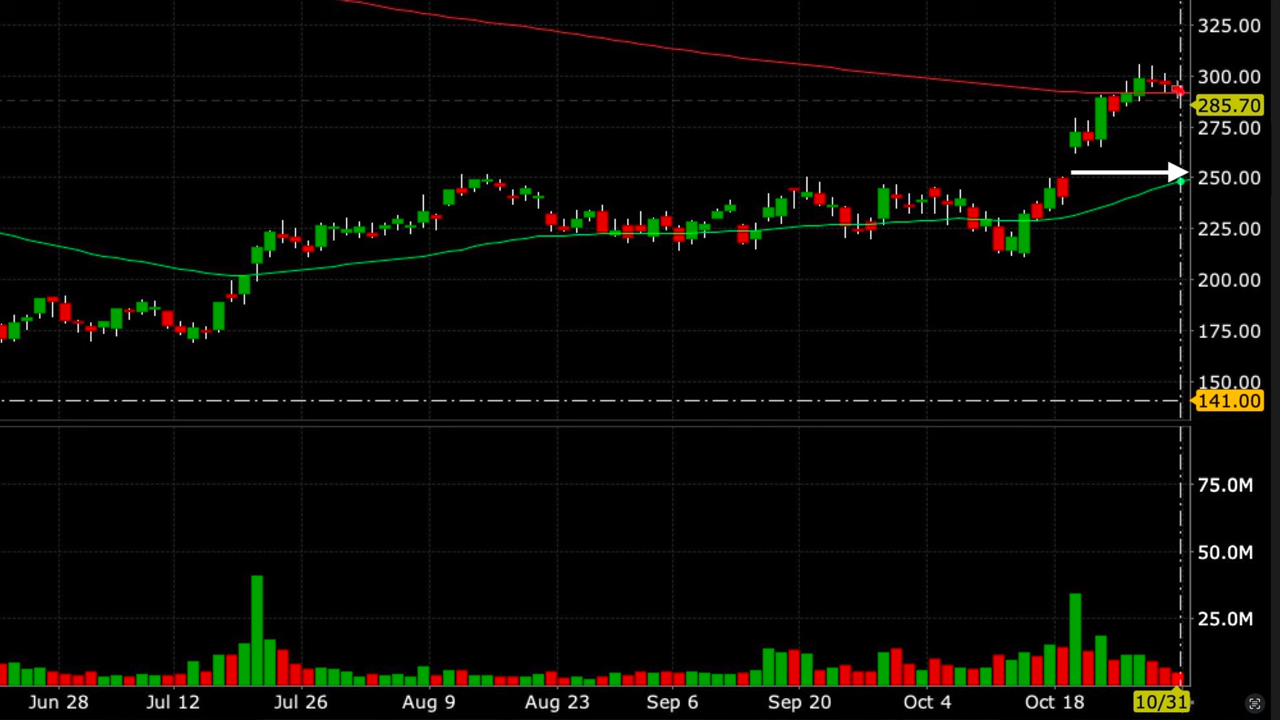 325.00
300.00
285.70
275.00
250.00
225.00
200.00
175.00
150.00
141.00
75.0M
50.0M
25.0M
Jun 28 Jul 12 Jul 26 Aug 9 Aug 23 Sep 6 Sep 20 Oct 4 Oct 18 10/31